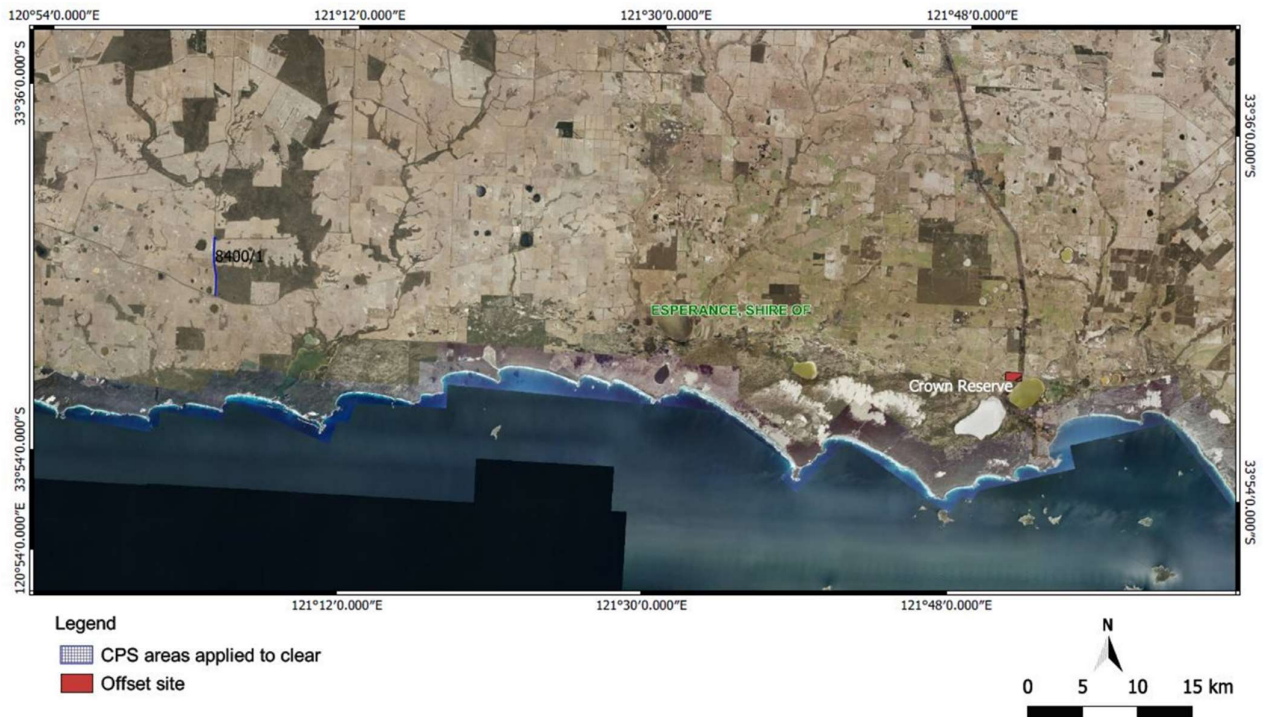 120°54'0.000"E 121°12'0.000"E 121°30'0.000"E 121°48'0.000"E
33°36'0.000"S
33°36'0.000"S
8400/1
ESPERANCE, SHIRE OF
Crown Reserve
33°54'0.000"S
33°54'0.000"S
120°54'0.000"E
121°12'0.000"E 121°30'0.000"E 121°48'0.000"E
Legend
CPS areas applied to clear
Offset site
N
0 5 10 15 km